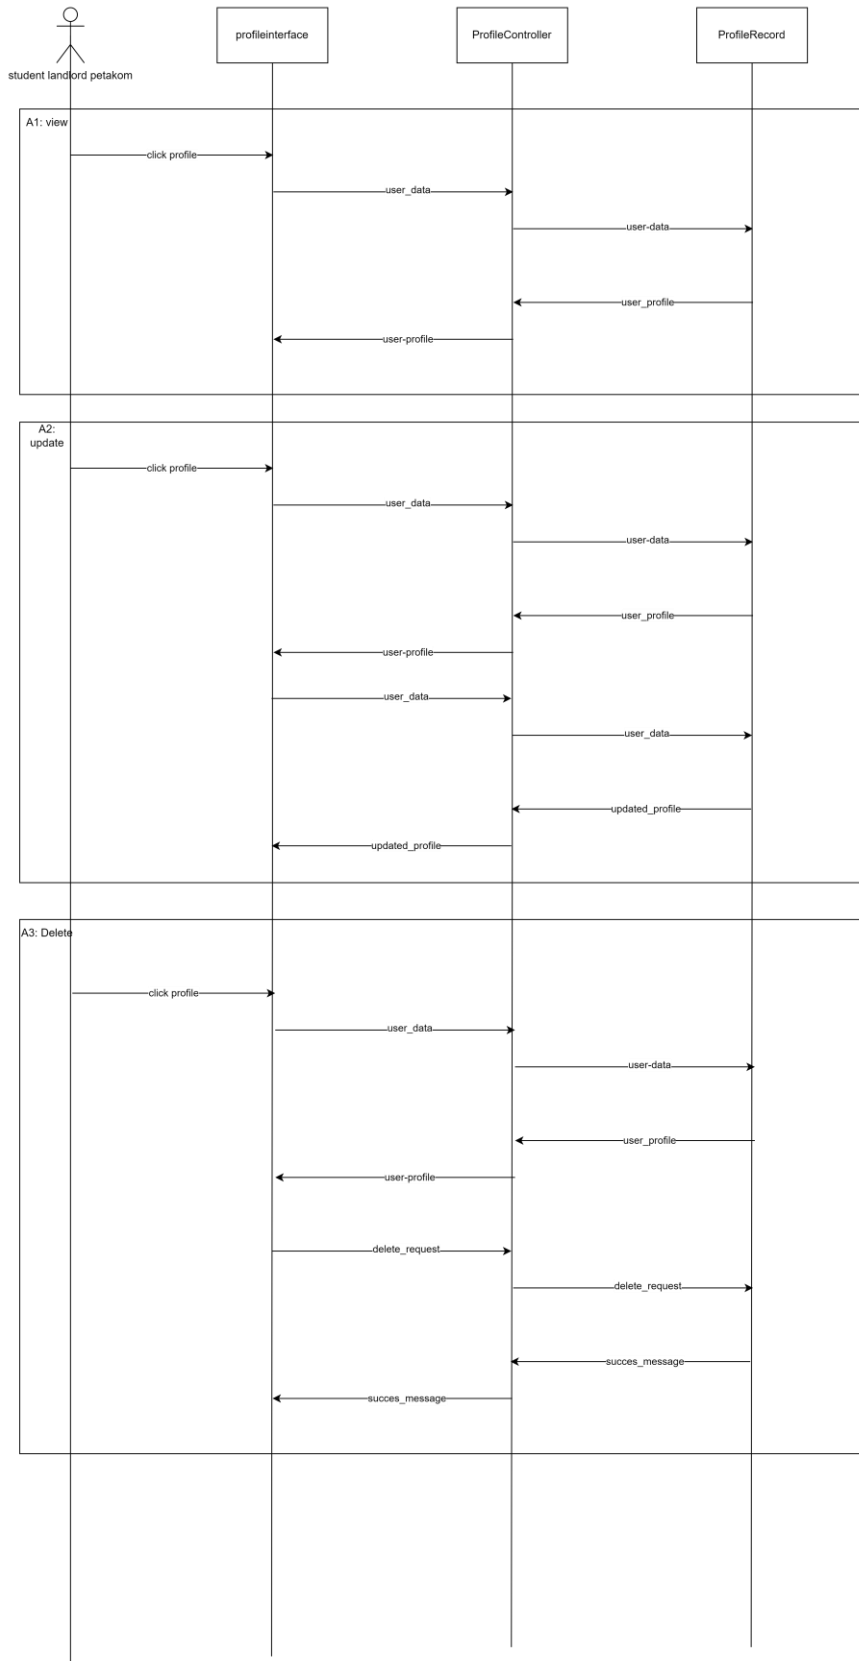 profileinterface
ProfileController
ProfileRecord
student landlord petakom
A1: view
click profile
user_data
user-data
user_profile
user-profile
A2:
update
click profile
user_data
user-data
user_profile
user-profile
user_data
user_data
updated_profile
updated_profile
A3: Delete
click profile
user_data
user-data
user_profile
user-profile
delete_request
delete_request
succes_message
succes_message